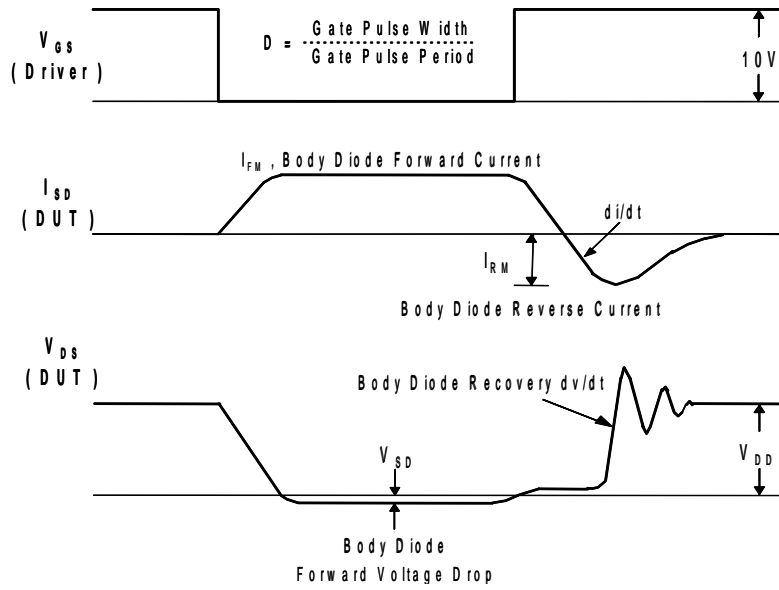 V GS
(Driver)
D = Gate Pulse Width
Gate Pulse Period
10V
I FM , Body Diode Forward Current
I SD
(DUT)
di/dt
I RM
Body Diode Reverse Current
V DS
(DUT)
Body Diode Recovery dv/dt
V SD
V DD
Body Diode
Forward Voltage Drop